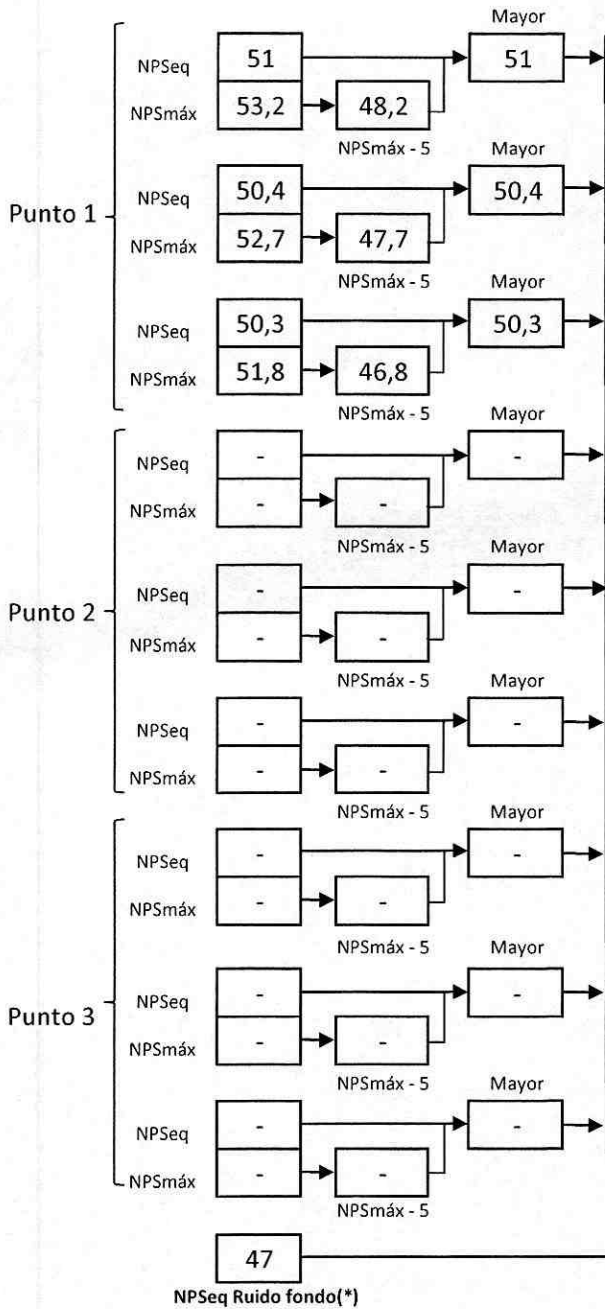 Mayor
NPSeq 51 51
NPSmáx 53,2 48,2
NPSmáx - 5
Mayor
Punto 1
NPSeq 50,4 50,4
NPSmáx 52,7 47,7
NPSmáx - 5
Mayor
NPSeq 50,3 50,3
NPSmáx 51,8 46,8
NPSmáx - 5
Mayor
NPSeq - -
NPSmáx - -
NPSmáx - 5
Mayor
Punto 2
NPSeq - -
NPSmáx - -
NPSmáx - 5
Mayor
NPSeq - -
NPSmáx - -
NPSmáx - 5
Mayor
NPSeq - -
NPSmáx - -
NPSmáx - 5
Mayor
Punto 3
NPSeq - -
NPSmáx - -
NPSmáx - 5
Mayor
NPSeq - -
NPSmáx - -
NPSmáx - 5
47
NPSeq Ruido fondo(*)